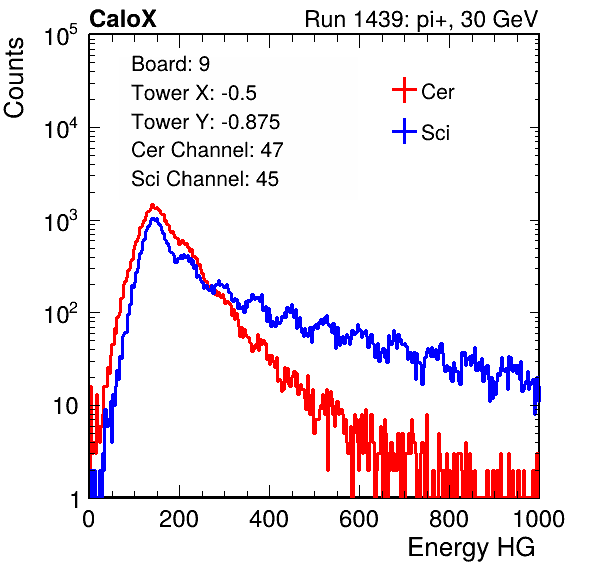 CaloX Run 1439: pi+, 30 GeV
Counts
Board: 9
Tower X: -0.5
Tower Y: -0.875
Cer Channel: 47
Sci Channel: 45
Cer
Sci
10^5
10^4
10^3
10^2
10
1
0 200 400 600 800 1000
Energy HG